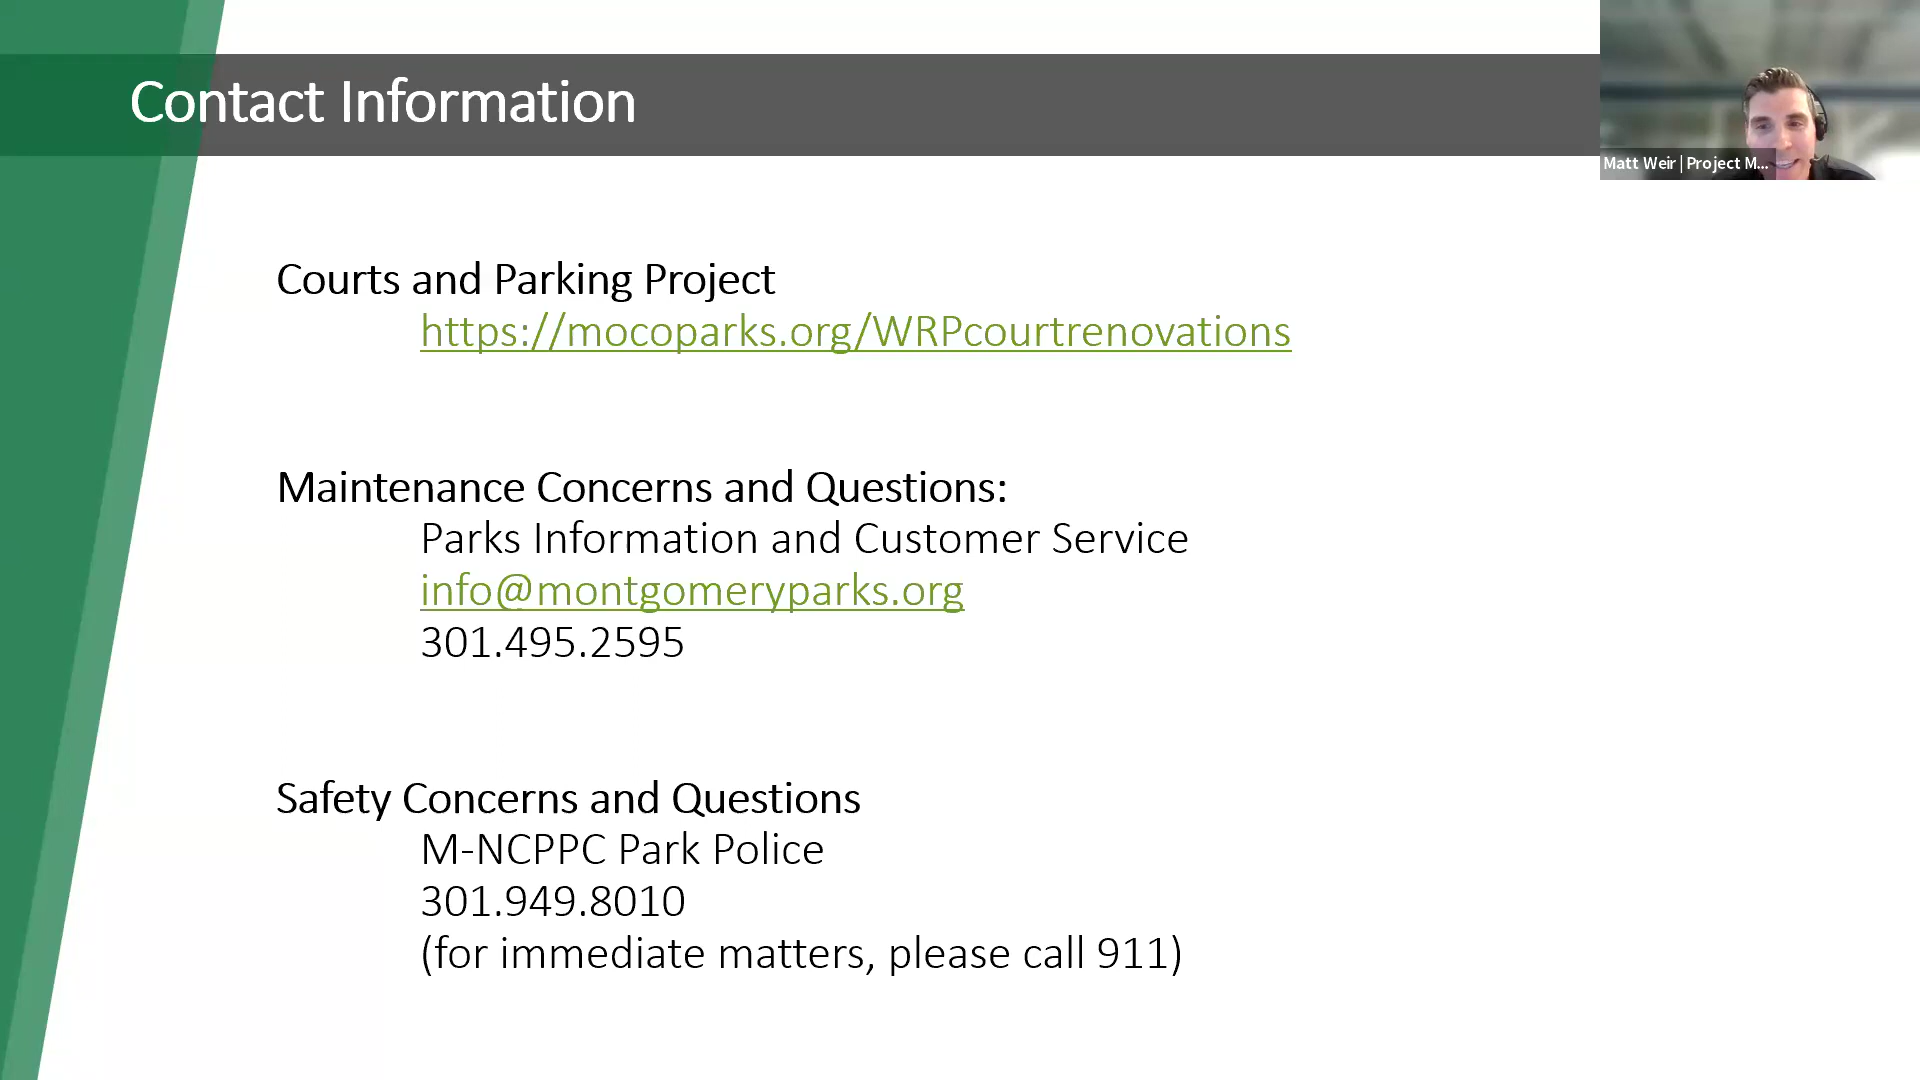 Contact Information
Matt Weir | Project M...
Courts and Parking Project
https://mocoparks.org/WRPcourtrenovations
Maintenance Concerns and Questions:
Parks Information and Customer Service
info@montgomeryparks.org
301.495.2595
Safety Concerns and Questions
M-NCPPC Park Police
301.949.8010
(for immediate matters, please call 911)